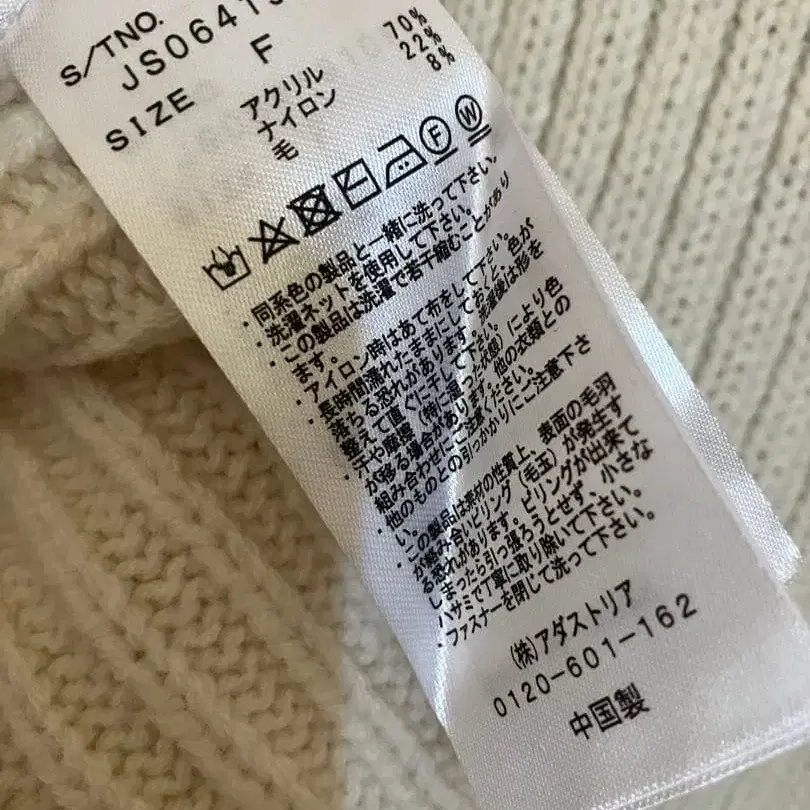 S/TNO.
JS06415
SIZE F
アクリル 70%
ナイロン 22%
毛 8%
F W
・同系色の製品と一緒に洗って下さい。
・洗濯ネットを使用して下さい。
・この製品は洗濯で若干縮むことがあり
ます。
・アイロン時はあて布をして下さい。
・長時間濡れたままにしておくと、色が
落ちる恐れがあります。洗濯後は形を
整えて直ぐに干して下さい。
・汗や摩擦(特に湿った状態)により色
が移る場合があります。他の衣類との
組み合わせにご注意ください。
・他のものとの引っかかりにご注意下さ
い。
・この製品は素材の性質上、表面の毛羽
が絡み合いピリング(毛玉)が発生す
る恐れがあります。ピリングが出来て
しまったら引っ張ろうとせず、小さな
ハサミで丁寧に取り除いて下さい。
・ファスナーを閉じて洗って下さい。
(株)アダストリア
0120-601-162
中国製